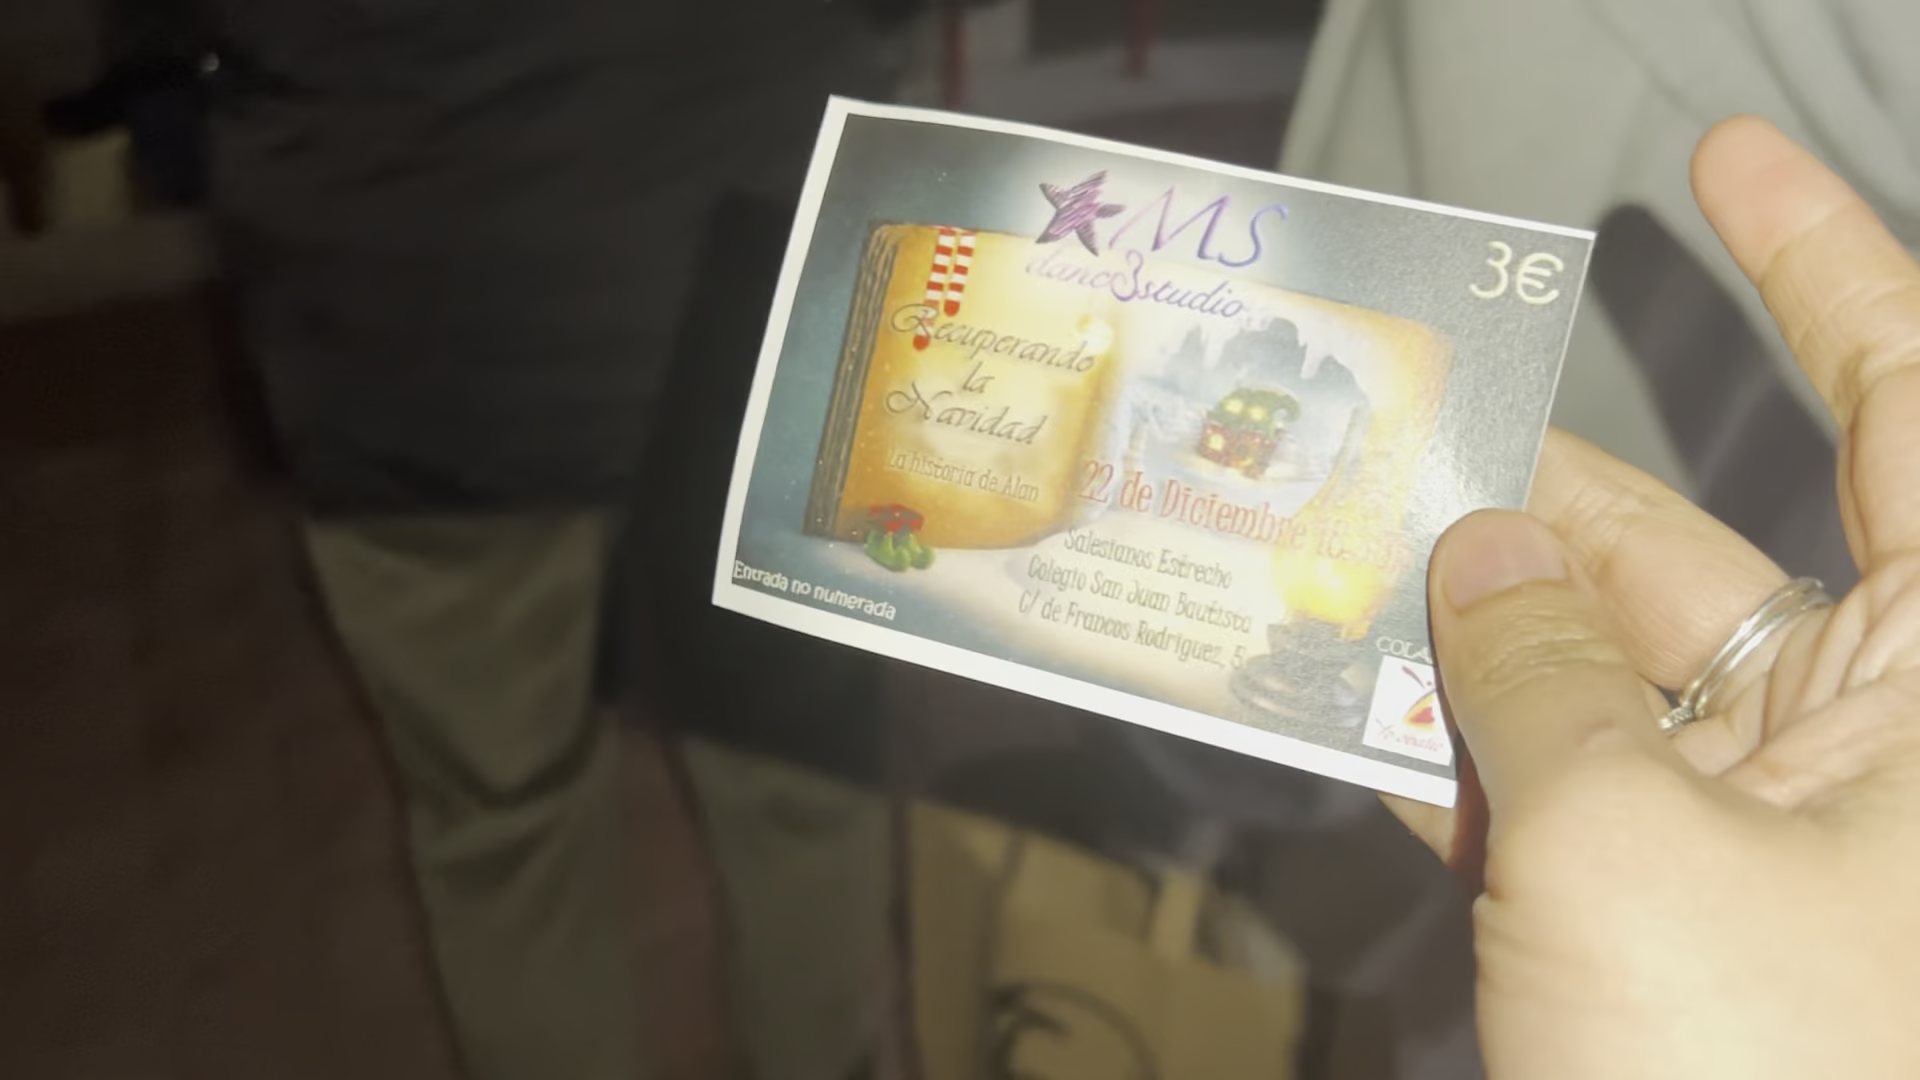 MS
danc3studio
3€
Recuperando
la
Navidad
La historia de Alan
22 de Diciembre
Salesianos Estrecho
Colegio San Juan Bautista
C/ de Francos Rodríguez, 5
Entrada no numerada